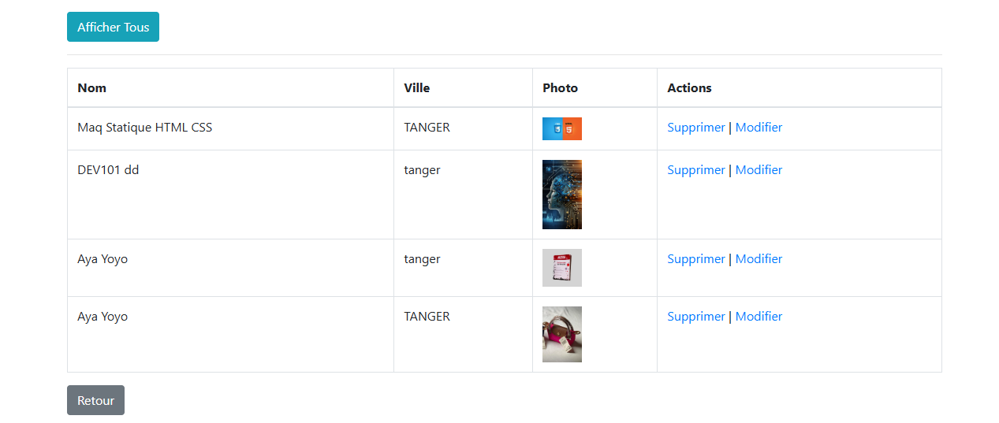 Afficher Tous
Nom Ville Photo Actions
Maq Statique HTML CSS TANGER Supprimer | Modifier
DEV101 dd tanger Supprimer | Modifier
Aya Yoyo tanger Supprimer | Modifier
Aya Yoyo TANGER Supprimer | Modifier
Retour